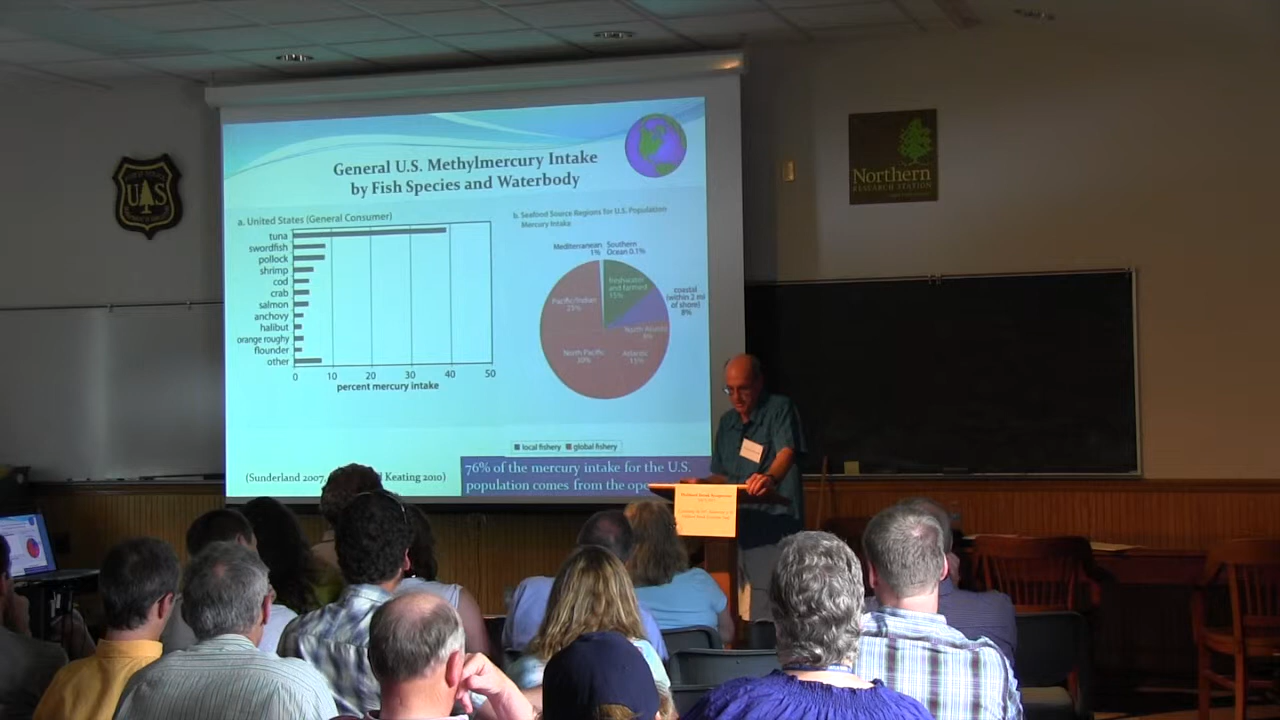 General U.S. Methylmercury Intake
by Fish Species and Waterbody
a. United States (General Consumer)
tuna
swordfish
pollock
shrimp
cod
crab
salmon
anchovy
halibut
orange roughy
flounder
other
0 10 20 30 40 50
percent mercury intake
b. Seafood Source Regions for U.S. Population
Mercury Intake
Mediterranean
1%
Southern
Ocean 0.1%
freshwater
and farmed
15%
coastal
(within 2 mi
of shore)
8%
Pacific/Indian
25%
North Atlantic
North Pacific
30%
Atlantic
15%
local fishery global fishery
(Sunderland 2007, Keating 2010)
76% of the mercury intake for the U.S.
population comes from the ope
US
Northern
RESEARCH STATION